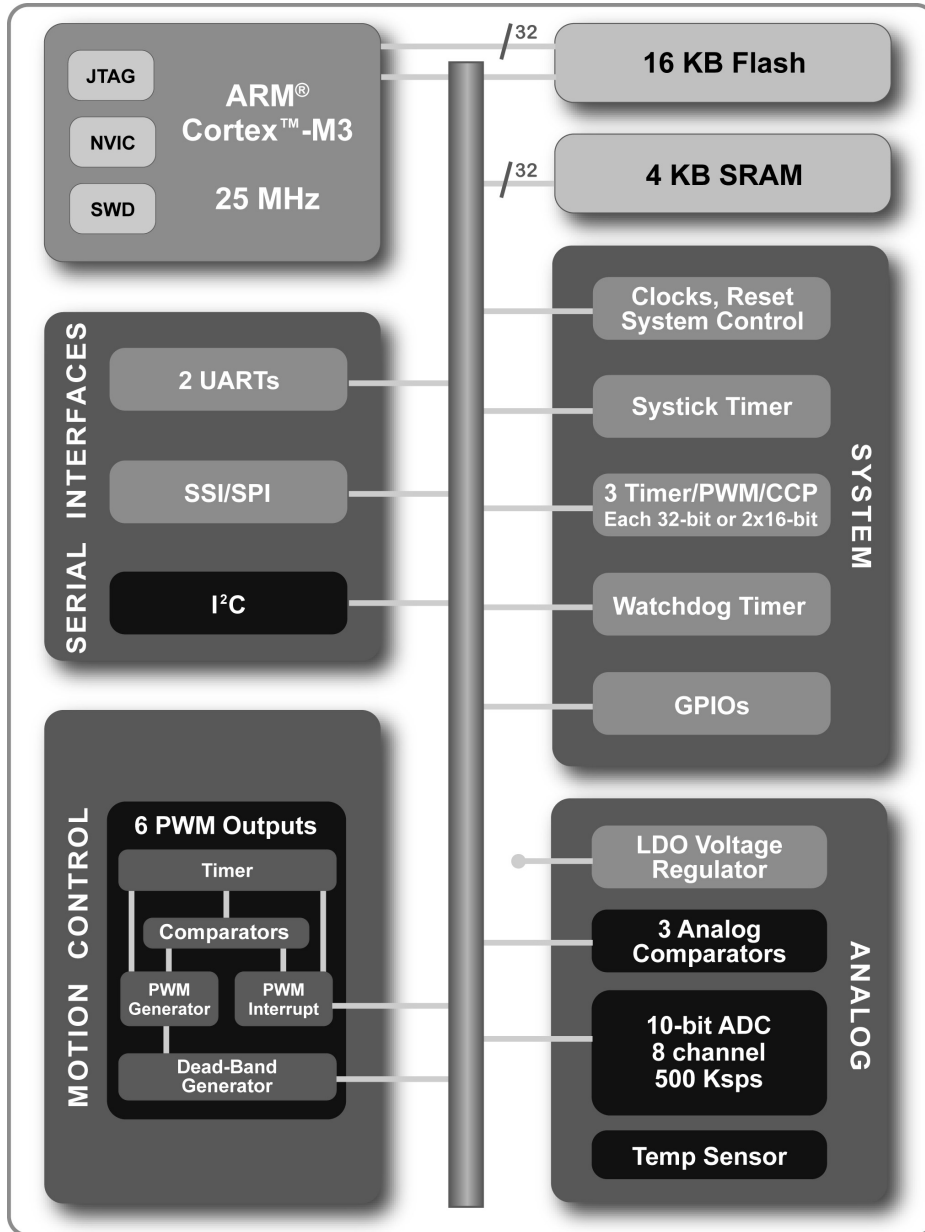 JTAG
NVIC
SWD
ARM®
Cortex™-M3
25 MHz
32
16 KB Flash
32
4 KB SRAM
SERIAL INTERFACES
2 UARTs
SSI/SPI
I²C
SYSTEM
Clocks, Reset
System Control
Systick Timer
3 Timer/PWM/CCP
Each 32-bit or 2x16-bit
Watchdog Timer
GPIOs
MOTION CONTROL
6 PWM Outputs
Timer
Comparators
PWM
Generator
PWM
Interrupt
Dead-Band
Generator
ANALOG
LDO Voltage
Regulator
3 Analog
Comparators
10-bit ADC
8 channel
500 Ksps
Temp Sensor